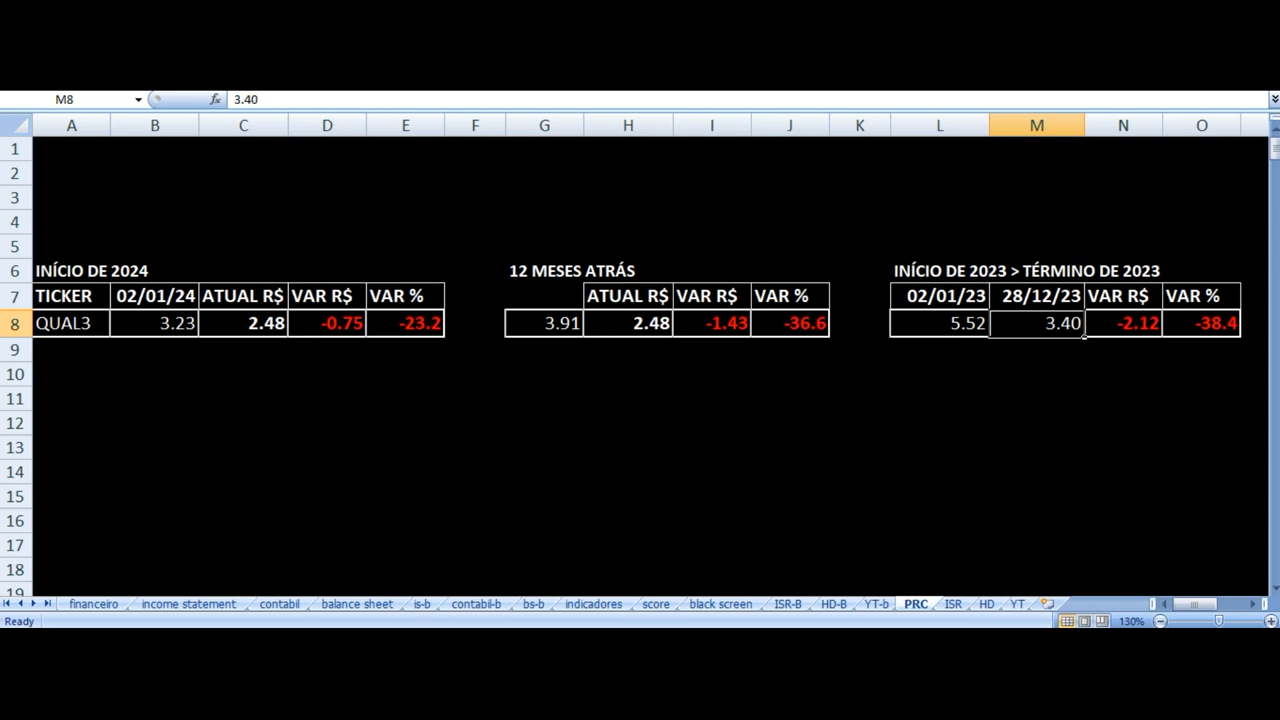 M8 fx 3.40
A B C D E F G H I J K L M N O
1
2
3
4
5
6 INÍCIO DE 2024 12 MESES ATRÁS INÍCIO DE 2023 > TÉRMINO DE 2023
7 TICKER 02/01/24 ATUAL R$ VAR R$ VAR % ATUAL R$ VAR R$ VAR % 02/01/23 28/12/23 VAR R$ VAR %
8 QUAL3 3.23 2.48 -0.75 -23.2 3.91 2.48 -1.43 -36.6 5.52 3.40 -2.12 -38.4
9
10
11
12
13
14
15
16
17
18
19
financeiro income statement contabil balance sheet is-b contabil-b bs-b indicadores score black screen ISR-B HD-B YT-b PRC ISR HD YT
Ready 130%